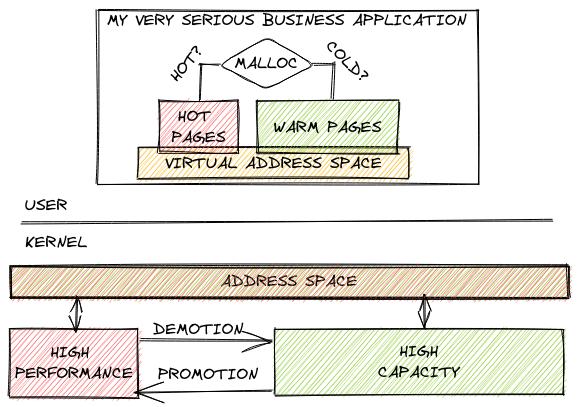 MY VERY SERIOUS BUSINESS APPLICATION
HOT?
MALLOC
COLD?
HOT
PAGES
WARM PAGES
VIRTUAL ADDRESS SPACE
USER
KERNEL
ADDRESS SPACE
HIGH
PERFORMANCE
DEMOTION
PROMOTION
HIGH
CAPACITY